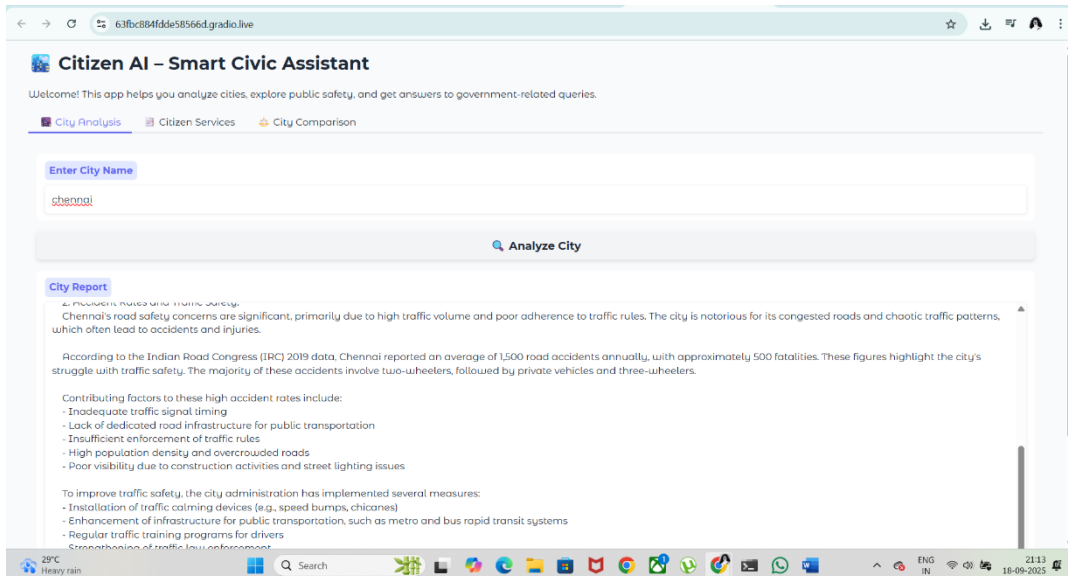 63fbc884fdde58566d.gradio.live
Citizen AI – Smart Civic Assistant
Welcome! This app helps you analyze cities, explore public safety, and get answers to government-related queries.
City Analysis
Citizen Services
City Comparison
Enter City Name
chennai
Analyze City
City Report
2. Accident Rates and Traffic Safety:
Chennai's road safety concerns are significant, primarily due to high traffic volume and poor adherence to traffic rules. The city is notorious for its congested roads and chaotic traffic patterns,
which often lead to accidents and injuries.
According to the Indian Road Congress (IRC) 2019 data, Chennai reported an average of 1,500 road accidents annually, with approximately 500 fatalities. These figures highlight the city's
struggle with traffic safety. The majority of these accidents involve two-wheelers, followed by private vehicles and three-wheelers.
Contributing factors to these high accident rates include:
- Inadequate traffic signal timing
- Lack of dedicated road infrastructure for public transportation
- Insufficient enforcement of traffic rules
- High population density and overcrowded roads
- Poor visibility due to construction activities and street lighting issues
To improve traffic safety, the city administration has implemented several measures:
- Installation of traffic calming devices (e.g., speed bumps, chicanes)
- Enhancement of infrastructure for public transportation, such as metro and bus rapid transit systems
- Regular traffic training programs for drivers
- Strengthening of traffic law enforcement
29°C
Heavy rain
Search
ENG
IN
21:13
18-09-2025